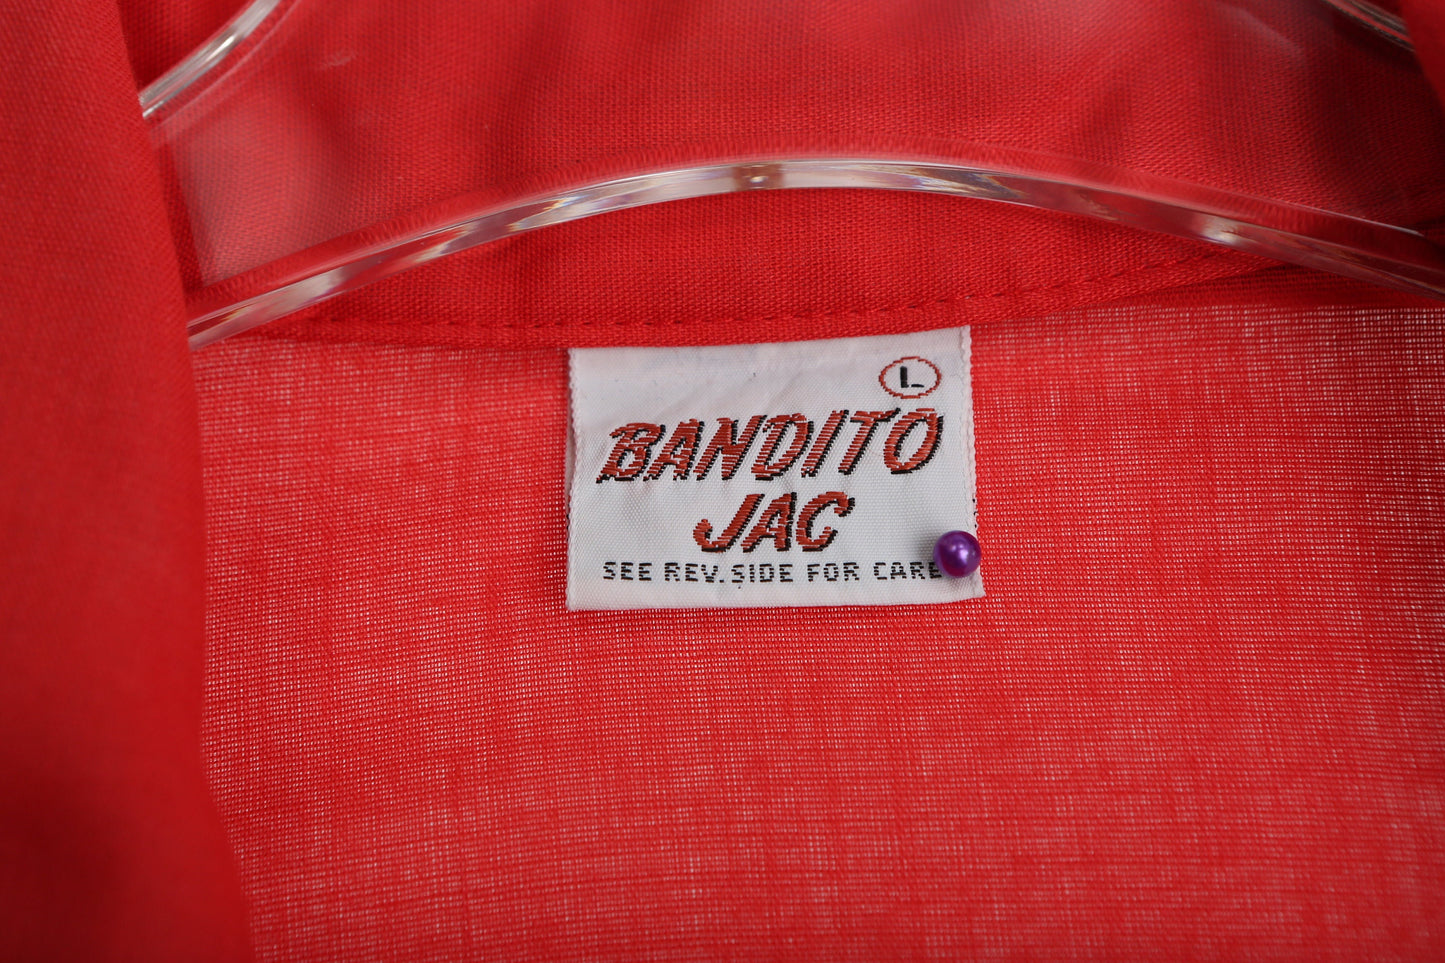 L
BANDITO
JAC
SEE REV. SIDE FOR CARE